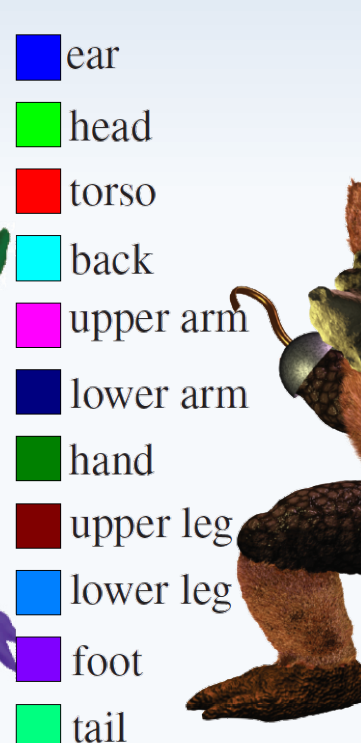 ear
head
torso
back
upper arm
lower arm
hand
upper leg
lower leg
foot
tail